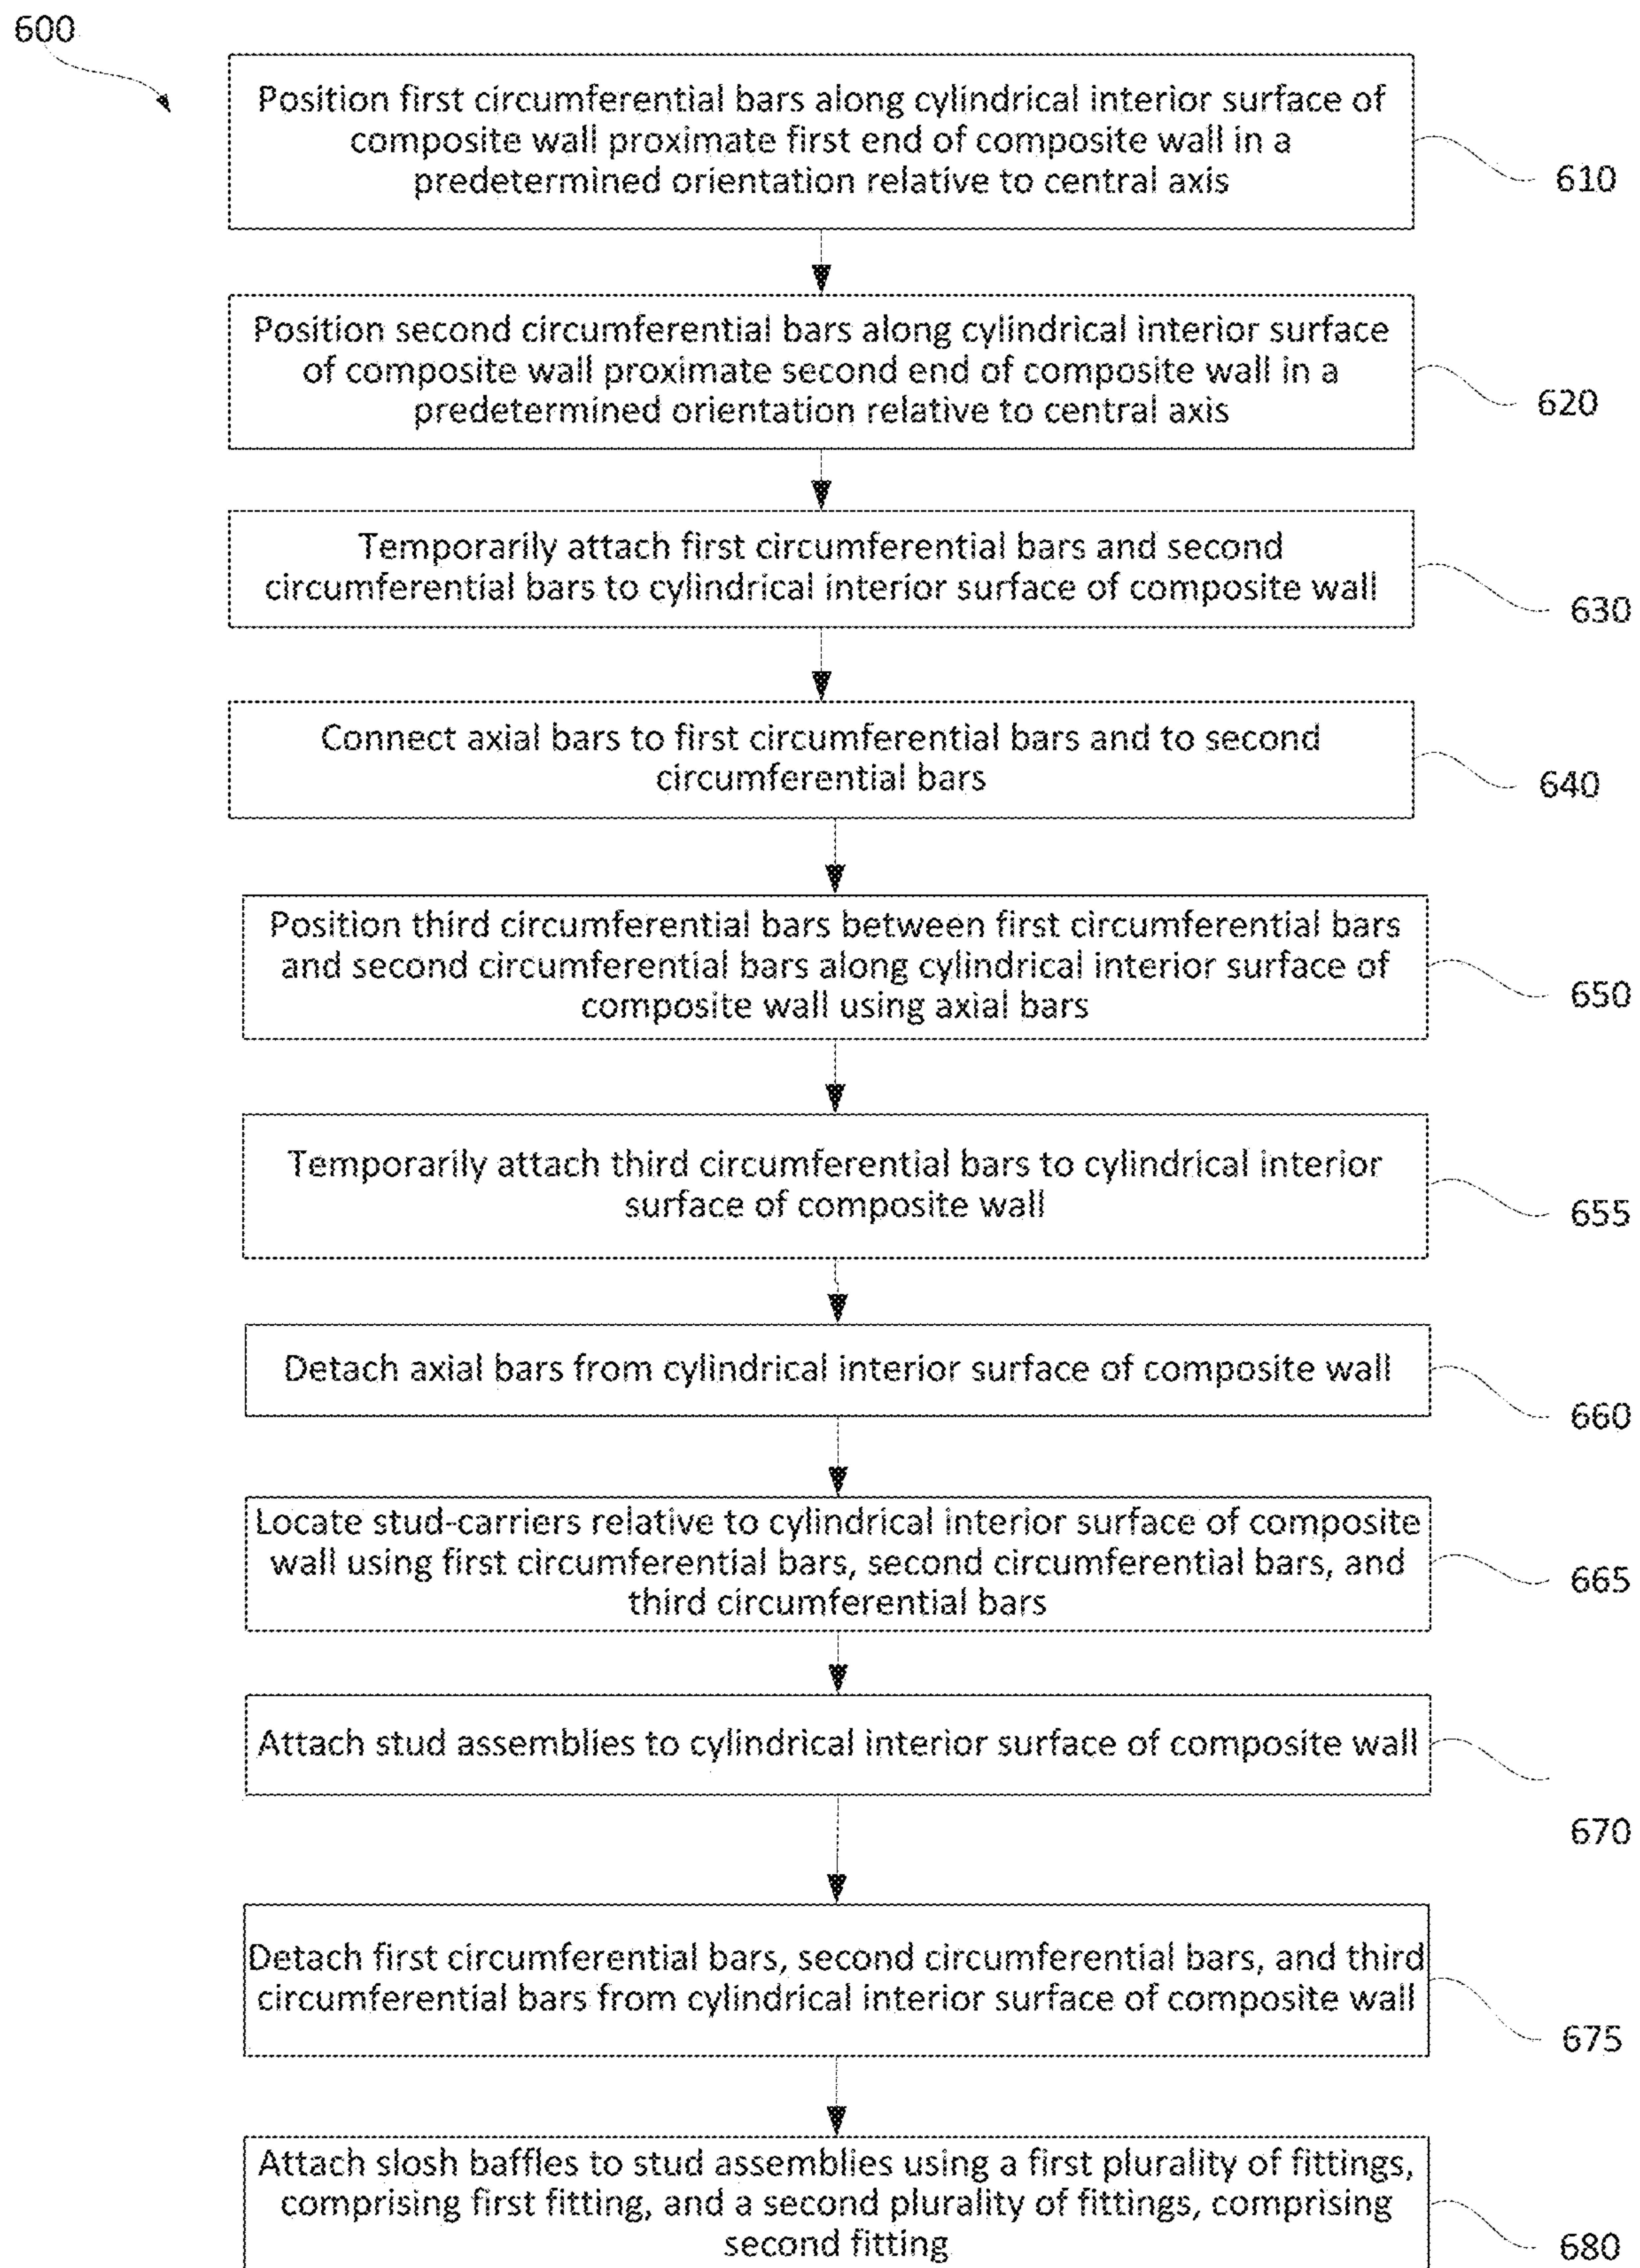 600
Position first circumferential bars along cylindrical interior surface of
composite wall proximate first end of composite wall in a
predetermined orientation relative to central axis
610
Position second circumferential bars along cylindrical interior surface
of composite wall proximate second end of composite wall in a
predetermined orientation relative to central axis
620
Temporarily attach first circumferential bars and second
circumferential bars to cylindrical interior surface of composite wall
630
Connect axial bars to first circumferential bars and to second
circumferential bars
640
Position third circumferential bars between first circumferential bars
and second circumferential bars along cylindrical interior surface of
composite wall using axial bars
650
Temporarily attach third circumferential bars to cylindrical interior
surface of composite wall
655
Detach axial bars from cylindrical interior surface of composite wall
660
Locate stud-carriers relative to cylindrical interior surface of composite
wall using first circumferential bars, second circumferential bars, and
third circumferential bars
665
Attach stud assemblies to cylindrical interior surface of composite wall
670
Detach first circumferential bars, second circumferential bars, and third
circumferential bars from cylindrical interior surface of composite wall
675
Attach slosh baffles to stud assemblies using a first plurality of fittings,
comprising first fitting, and a second plurality of fittings, comprising
second fitting
680